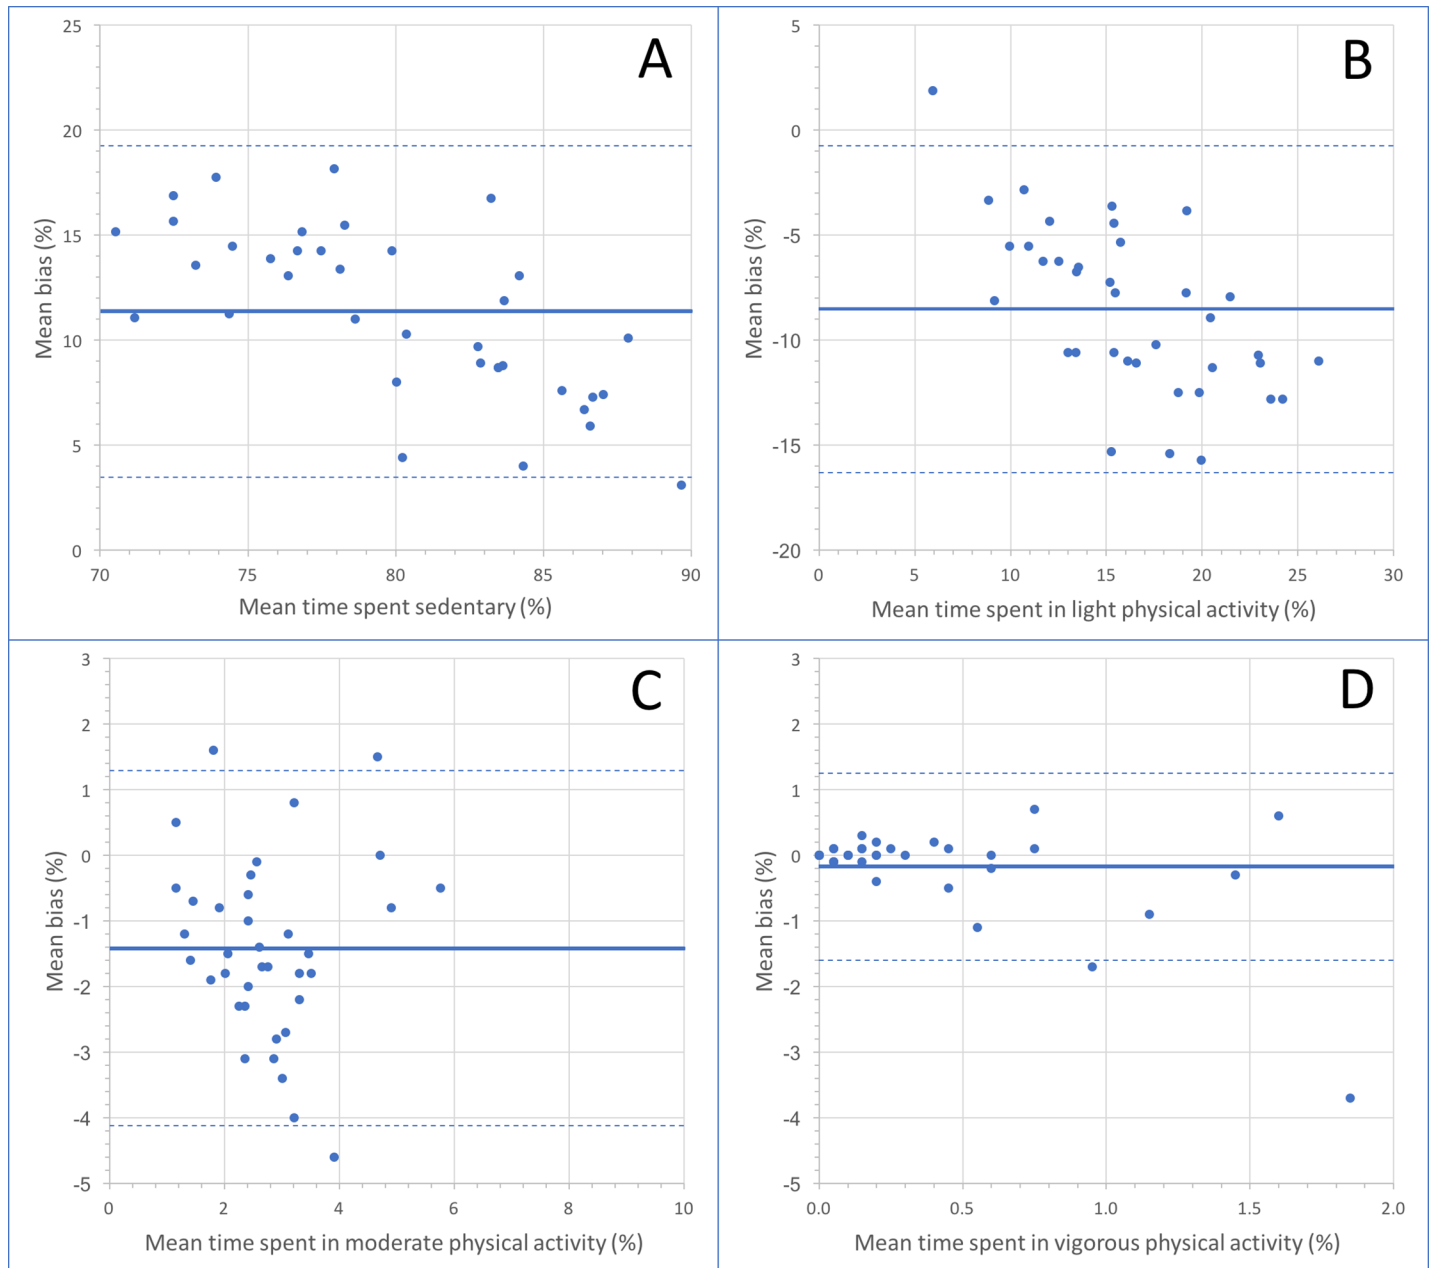 A
25
20
15
10
5
0
Mean bias (%)
70 75 80 85 90
Mean time spent sedentary (%)
B
5
0
-5
-10
-15
-20
Mean bias (%)
0 5 10 15 20 25 30
Mean time spent in light physical activity (%)
C
3
2
1
0
-1
-2
-3
-4
-5
Mean bias (%)
0 2 4 6 8 10
Mean time spent in moderate physical activity (%)
D
3
2
1
0
-1
-2
-3
-4
-5
Mean bias (%)
0.0 0.5 1.0 1.5 2.0
Mean time spent in vigorous physical activity (%)